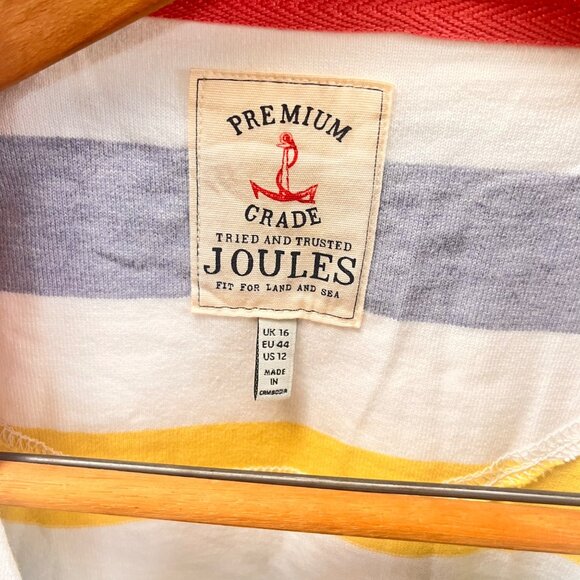 PREMIUM
GRADE
TRIED AND TRUSTED
JOULES
FIT FOR LAND AND SEA
UK 16
EU 44
US 12
MADE
IN
CAMBODIA